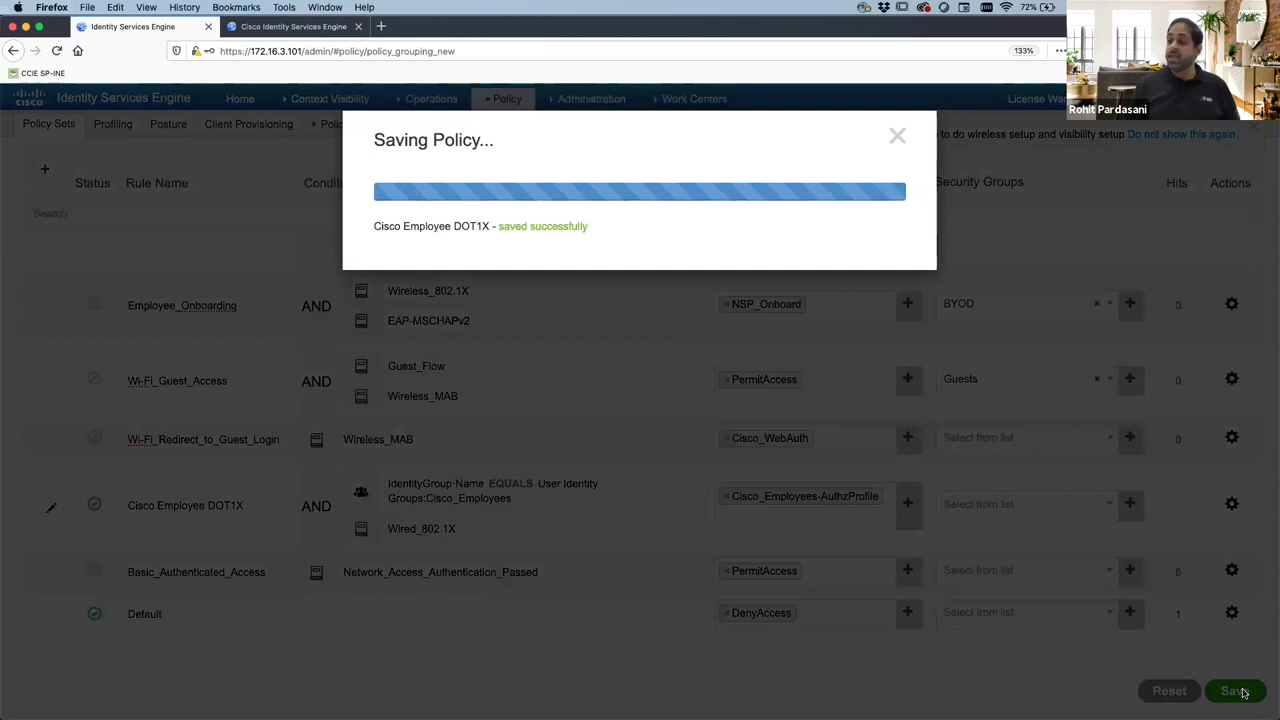 Firefox File Edit View History Bookmarks Tools Window Help 72%
Identity Services Engine
Cisco Identity Services Engine
https://172.16.3.101/admin/#policy/policy_grouping_new
133%
CCIE SP-INE
Rohit Pardasani
cisco Identity Services Engine Home Context Visibility Operations Policy Administration Work Centers
Policy Sets Profiling Posture Client Provisioning
to do wireless setup and visibility setup Do not show this again.
Saving Policy...
Cisco Employee DOT1X - saved successfully
Status Rule Name Security Groups Hits Actions
Search
Employee_Onboarding AND Wireless_802.1X NSP_Onboard BYOD 0
EAP-MSCHAPv2
Wi-Fi_Guest_Access AND Guest_Flow PermitAccess Guests 0
Wireless_MAB
Wi-Fi_Redirect_to_Guest_Login Wireless_MAB Cisco_WebAuth Select from list 0
Cisco Employee DOT1X AND IdentityGroup·Name EQUALS User Identity
Groups:Cisco_Employees
Cisco_Employees-AuthzProfile Select from list
Wired_802.1X
Basic_Authenticated_Access Network_Access_Authentication_Passed PermitAccess Select from list
Default DenyAccess Select from list 1
Reset Save